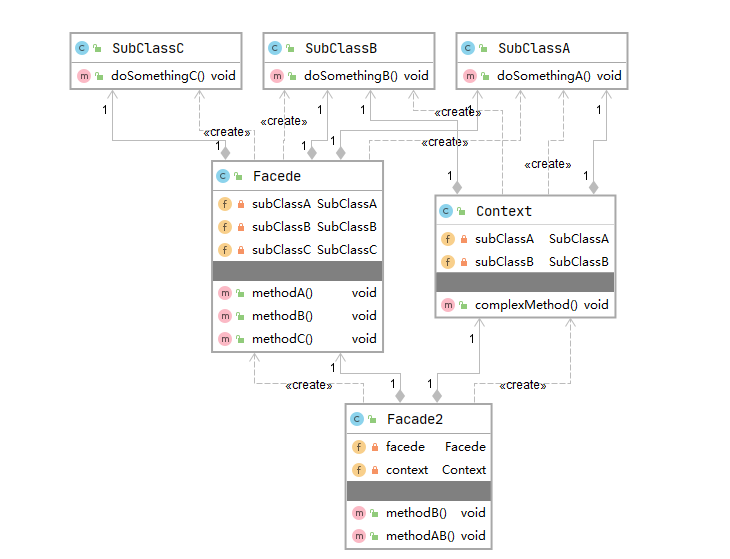 SubClassC
doSomethingC() void
SubClassB
doSomethingB() void
SubClassA
doSomethingA() void
1 1 1 1 1
«create» «create»
1 1 1 «create»
«create»
1 1
Facede
subClassA SubClassA
subClassB SubClassB
subClassC SubClassC
methodA() void
methodB() void
methodC() void
Context
subClassA SubClassA
subClassB SubClassB
complexMethod() void
1 1
«create» 1 1 «create»
Facade2
facede Facede
context Context
methodB() void
methodAB() void